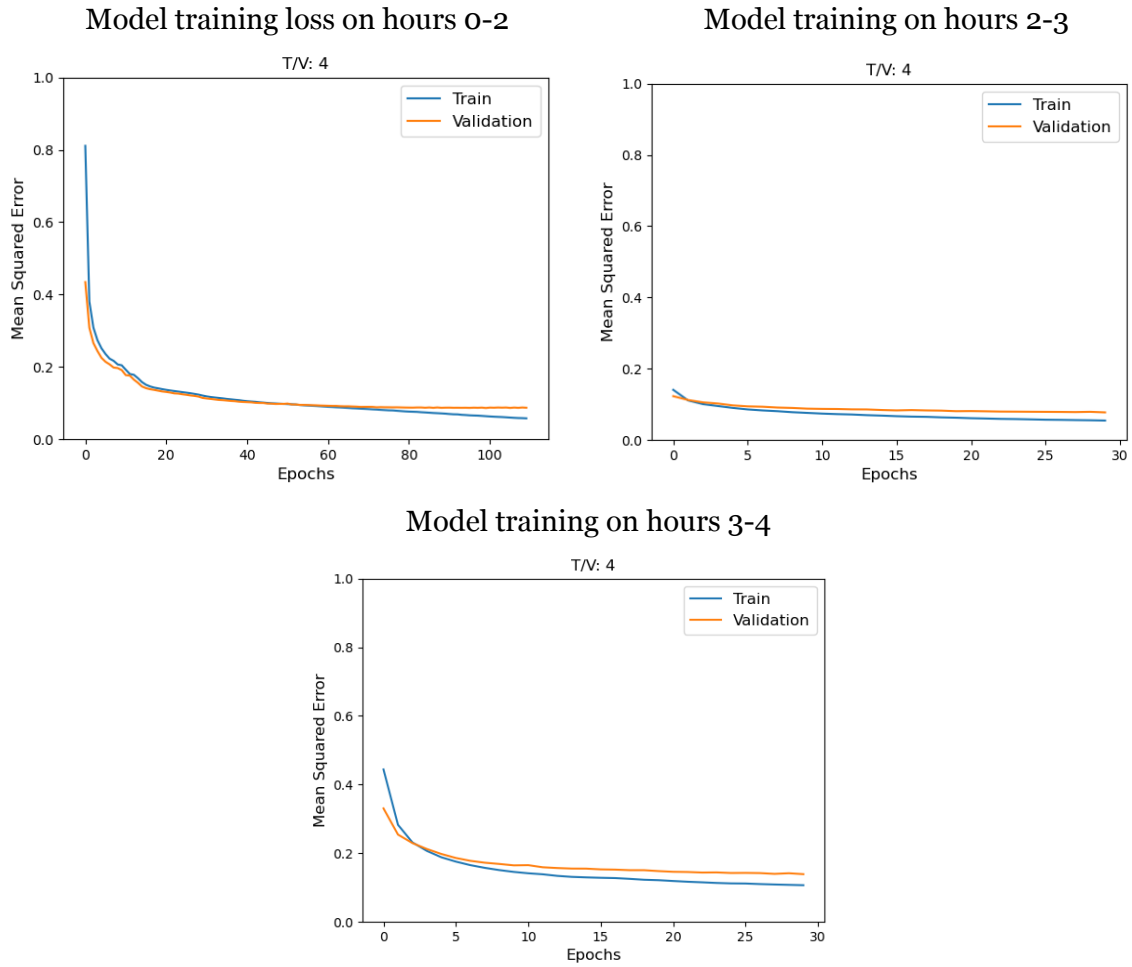 Model training loss on hours 0-2
T/V: 4
1.0
0.8
0.6
0.4
0.2
0.0
Mean Squared Error
Train
Validation
0 20 40 60 80 100
Epochs
Model training on hours 2-3
T/V: 4
1.0
0.8
0.6
0.4
0.2
0.0
Mean Squared Error
Train
Validation
0 5 10 15 20 25 30
Epochs
Model training on hours 3-4
T/V: 4
1.0
0.8
0.6
0.4
0.2
0.0
Mean Squared Error
Train
Validation
0 5 10 15 20 25 30
Epochs